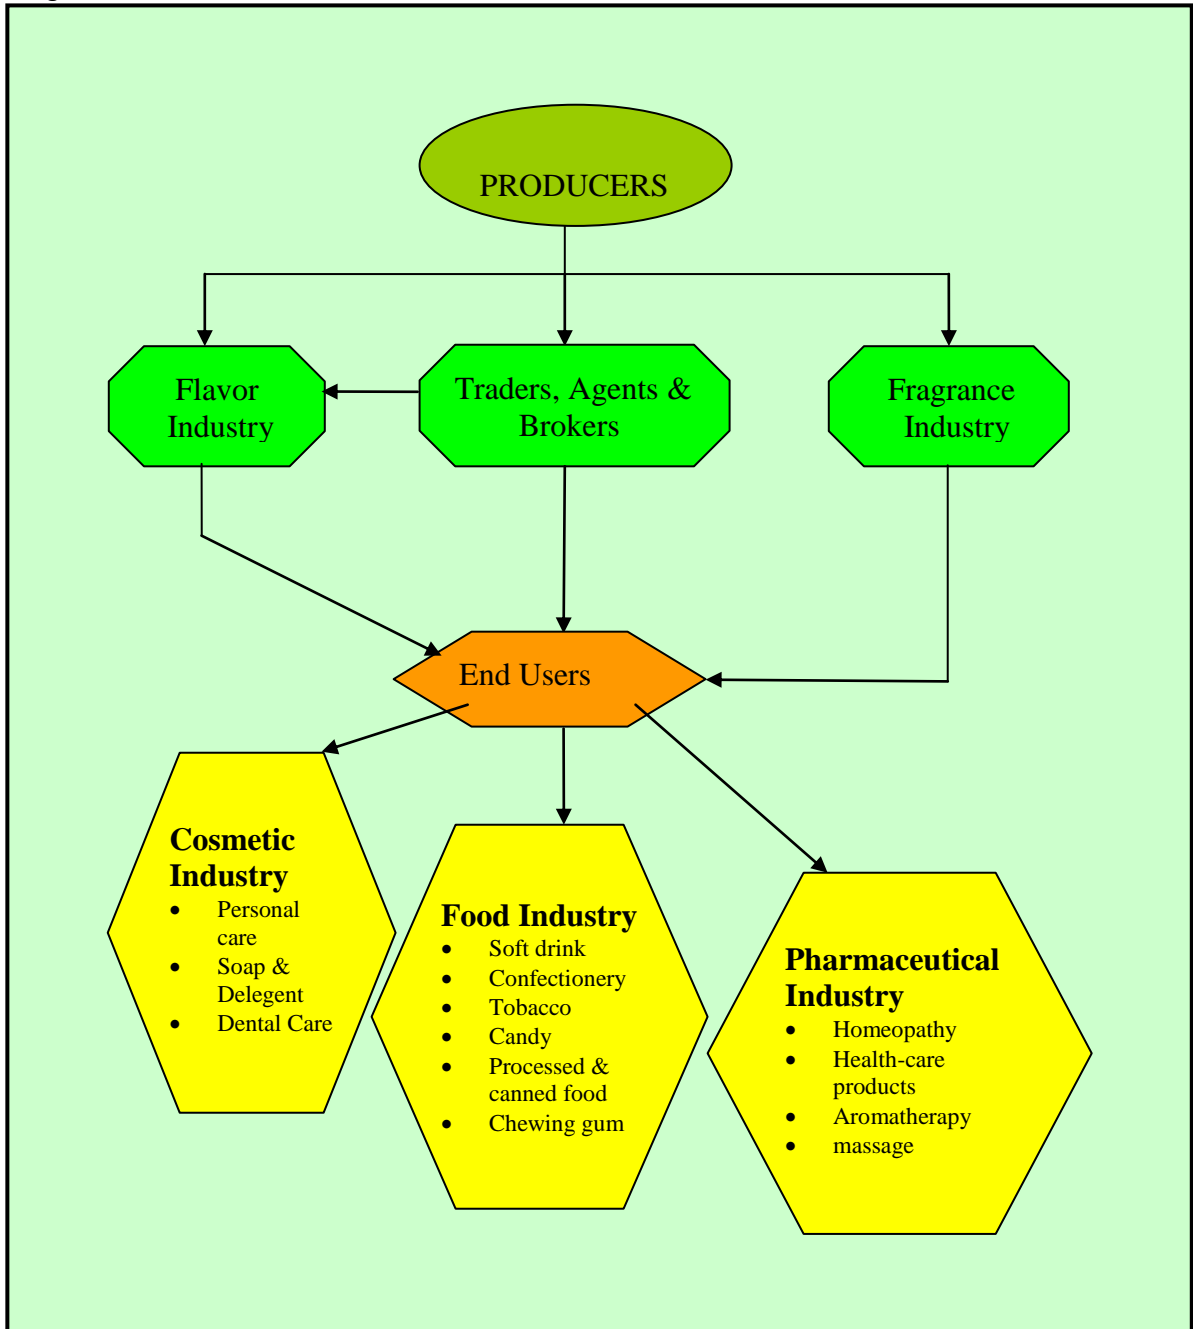 PRODUCERS
Flavor
Industry
Traders, Agents &
Brokers
Fragrance
Industry
End Users
Cosmetic
Industry
• Personal
care
• Soap &
Delegent
• Dental Care
Food Industry
• Soft drink
• Confectionery
• Tobacco
• Candy
• Processed &
canned food
• Chewing gum
Pharmaceutical
Industry
• Homeopathy
• Health-care
products
• Aromatherapy
• massage